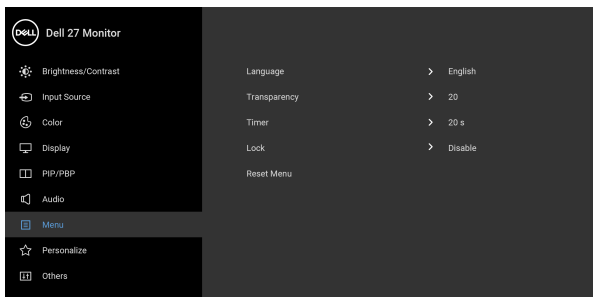 DELL Dell 27 Monitor
Brightness/Contrast
Input Source
Color
Display
PIP/PBP
Audio
Menu
Personalize
Others
Language > English
Transparency > 20
Timer > 20 s
Lock > Disable
Reset Menu